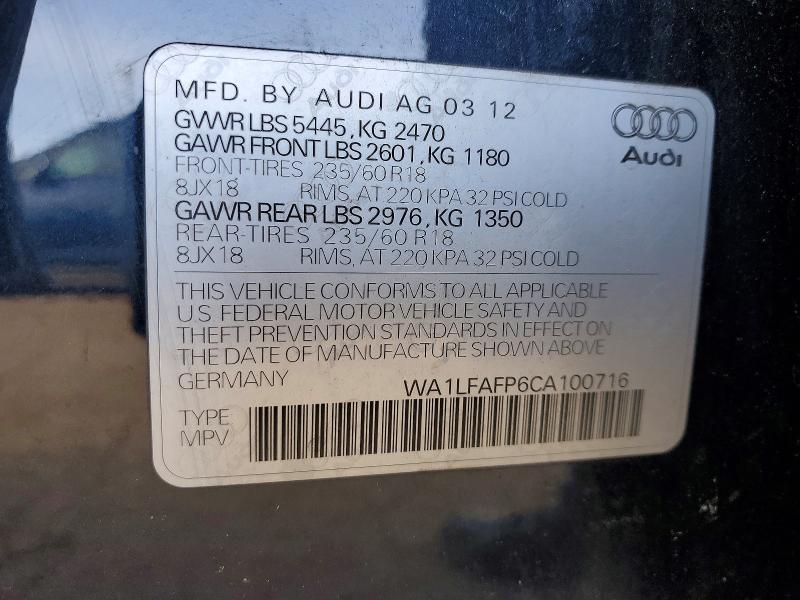 MFD. BY AUDI AG 03 12
GVWR LBS 5445, KG 2470
GAWR FRONT LBS 2601, KG 1180
FRONT-TIRES 235/60 R18
8JX18 RIMS, AT 220 KPA 32 PSI COLD
GAWR REAR LBS 2976, KG 1350
REAR-TIRES 235/60 R18
8JX18 RIMS, AT 220 KPA 32 PSI COLD
Audi
THIS VEHICLE CONFORMS TO ALL APPLICABLE
U.S FEDERAL MOTOR VEHICLE SAFETY AND
THEFT PREVENTION STANDARDS IN EFFECT ON
THE DATE OF MANUFACTURE SHOWN ABOVE
GERMANY WA1LFAFP6CA100716
TYPE
MPV